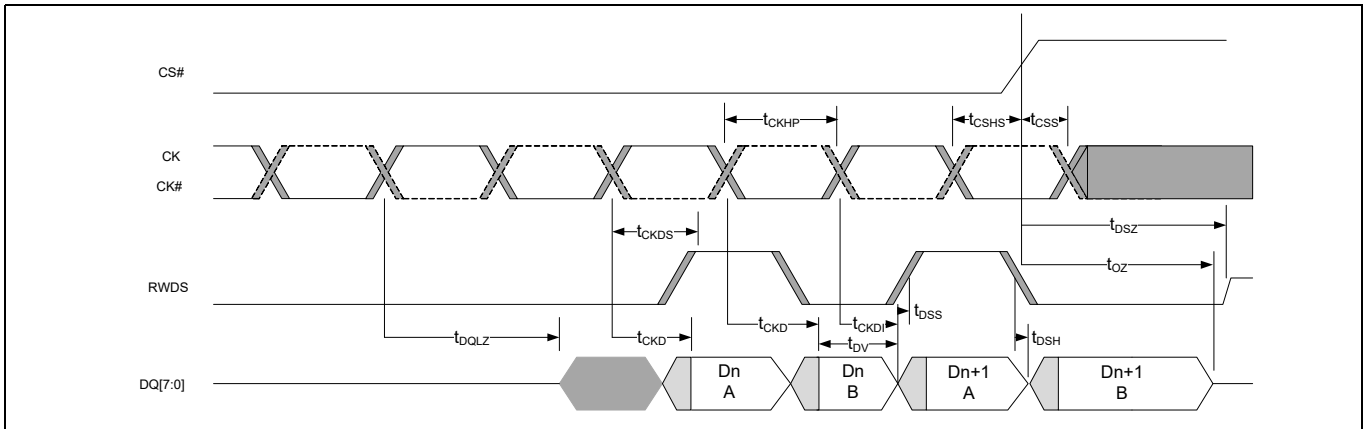 CS#
tCKHP
tCSHS
tCSS
CK
CK#
tDSZ
tCKDS
tOZ
RWDS
tDSS
tCKD
tCKDI
tDQLZ
tCKD
tDV
tDSH
DQ[7:0]
Dn
A
Dn
B
Dn+1
A
Dn+1
B